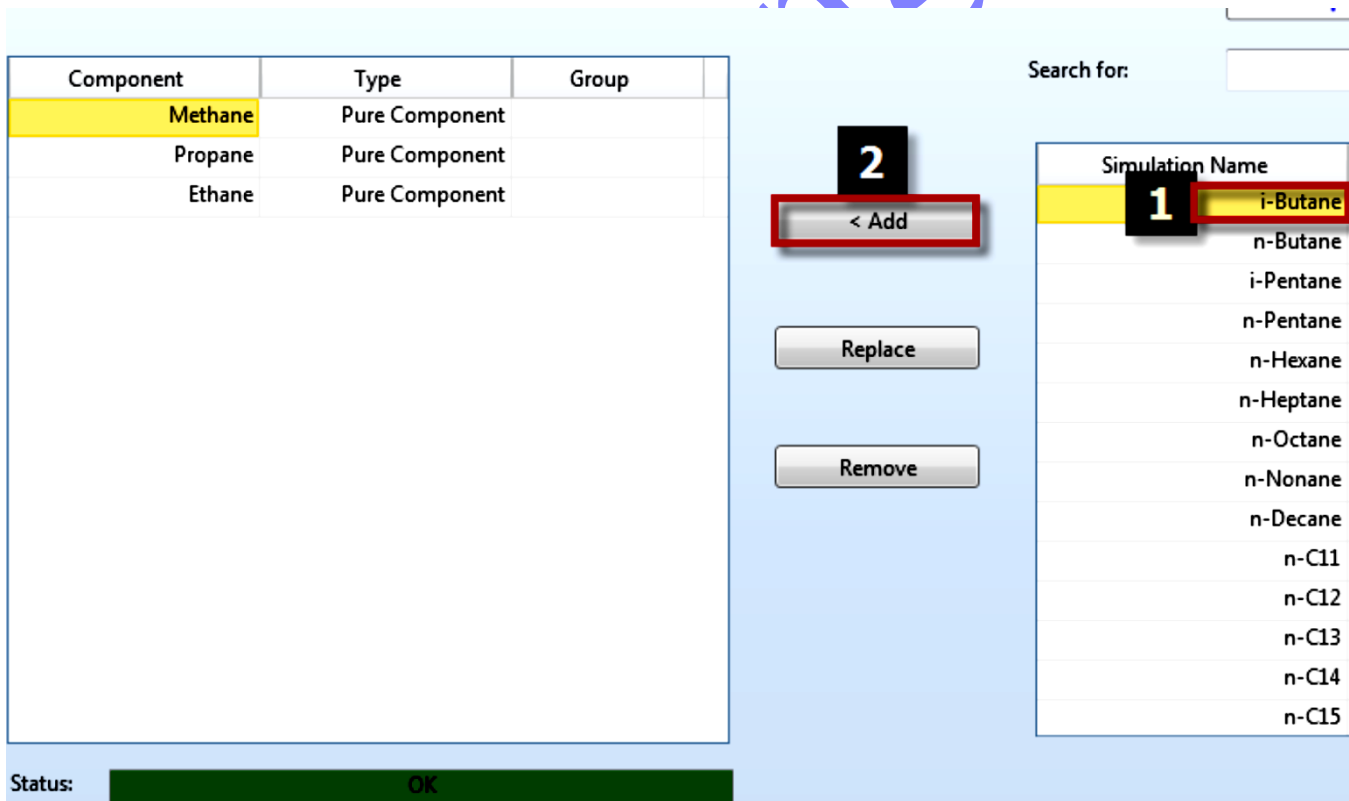 Search for:
Component Type Group
Methane Pure Component
Propane Pure Component
Ethane Pure Component
2
< Add
Replace
Remove
Simulation Name
1 i-Butane
n-Butane
i-Pentane
n-Pentane
n-Hexane
n-Heptane
n-Octane
n-Nonane
n-Decane
n-C11
n-C12
n-C13
n-C14
n-C15
Status: OK